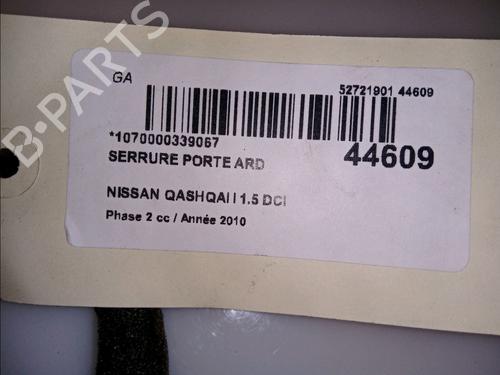 GA
52721901 44609
*1070000339067
44609
SERRURE PORTE ARD
NISSAN QASHQAI I 1.5 DCI
Phase 2 cc / Année 2010
B-PARTS